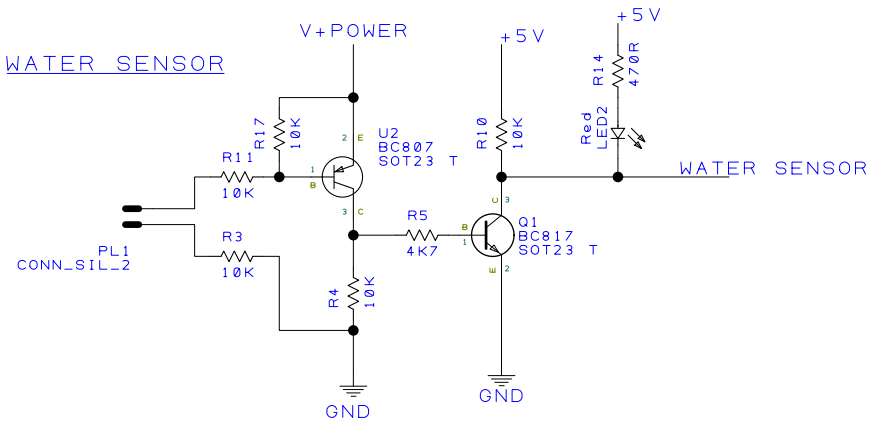 V+POWER
+5V
+5V
WATER SENSOR
R14
470R
R17
10K
U2
BC807
SOT23 T
R10
10K
Red
LED2
2
E
R11
10K
1
B
WATER SENSOR
3
C
C
3
R5
4K7
B
1
Q1
BC817
SOT23 T
PL1
CONN_SIL_2
R3
10K
E
2
R4
10K
GND
GND